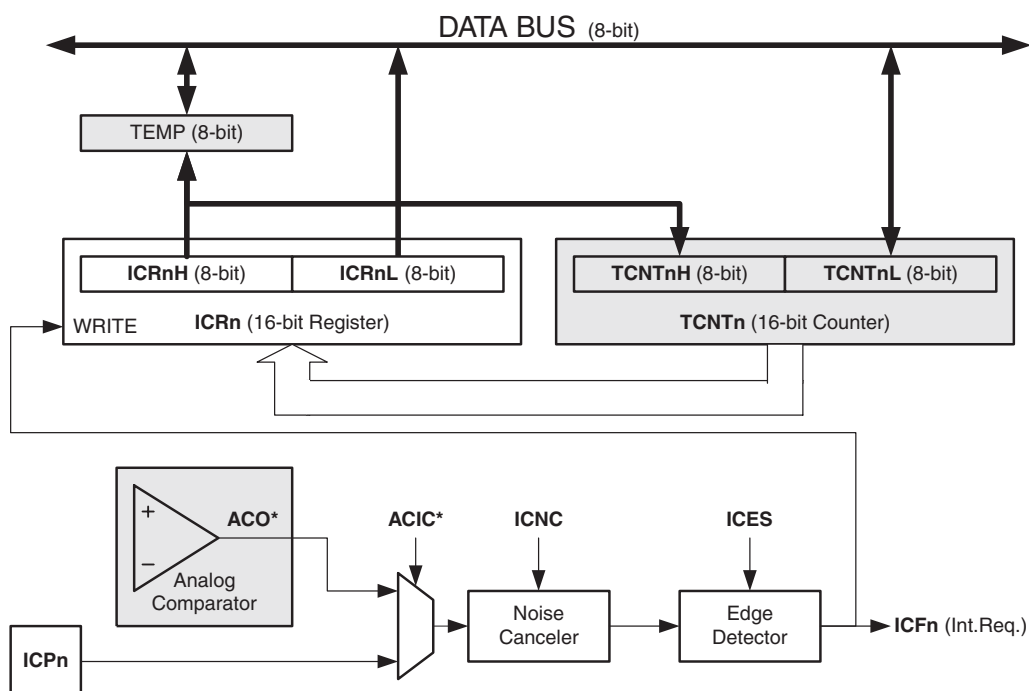 DATA BUS (8-bit)
TEMP (8-bit)
ICRnH (8-bit) ICRnL (8-bit) TCNTnH (8-bit) TCNTnL (8-bit)
WRITE ICRn (16-bit Register) TCNTn (16-bit Counter)
+ ACO* ACIC* ICNC ICES
−
Analog
Comparator
Noise
Canceler
Edge
Detector
ICFn (Int.Req.)
ICPn